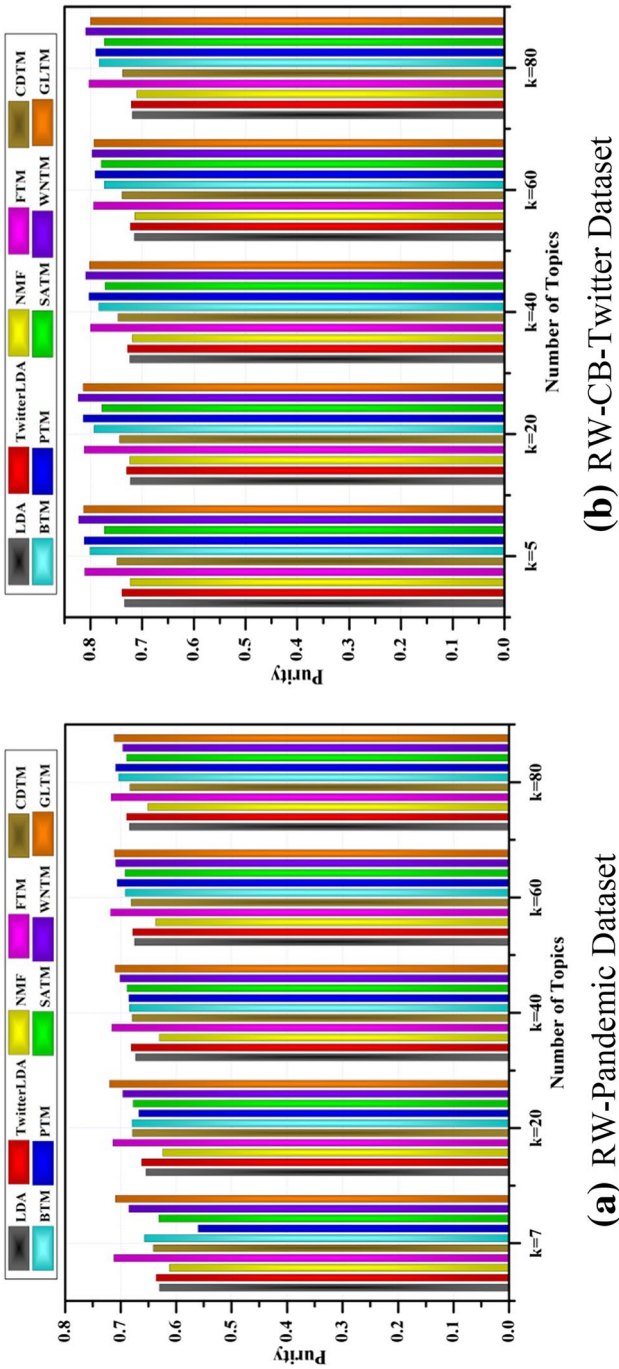 LDA TwitterLDA NMF FTM CDTM
BTM PTM SATM WNTM GLTM
0.8
0.7
0.6
0.5
0.4
0.3
0.2
0.1
0.0
Purity
k=7 k=20 k=40 k=60 k=80
Number of Topics
(a) RW-Pandemic Dataset
LDA TwitterLDA NMF FTM CDTM
BTM PTM SATM WNTM GLTM
0.8
0.7
0.6
0.5
0.4
0.3
0.2
0.1
0.0
Purity
k=5 k=20 k=40 k=60 k=80
Number of Topics
(b) RW-CB-Twitter Dataset